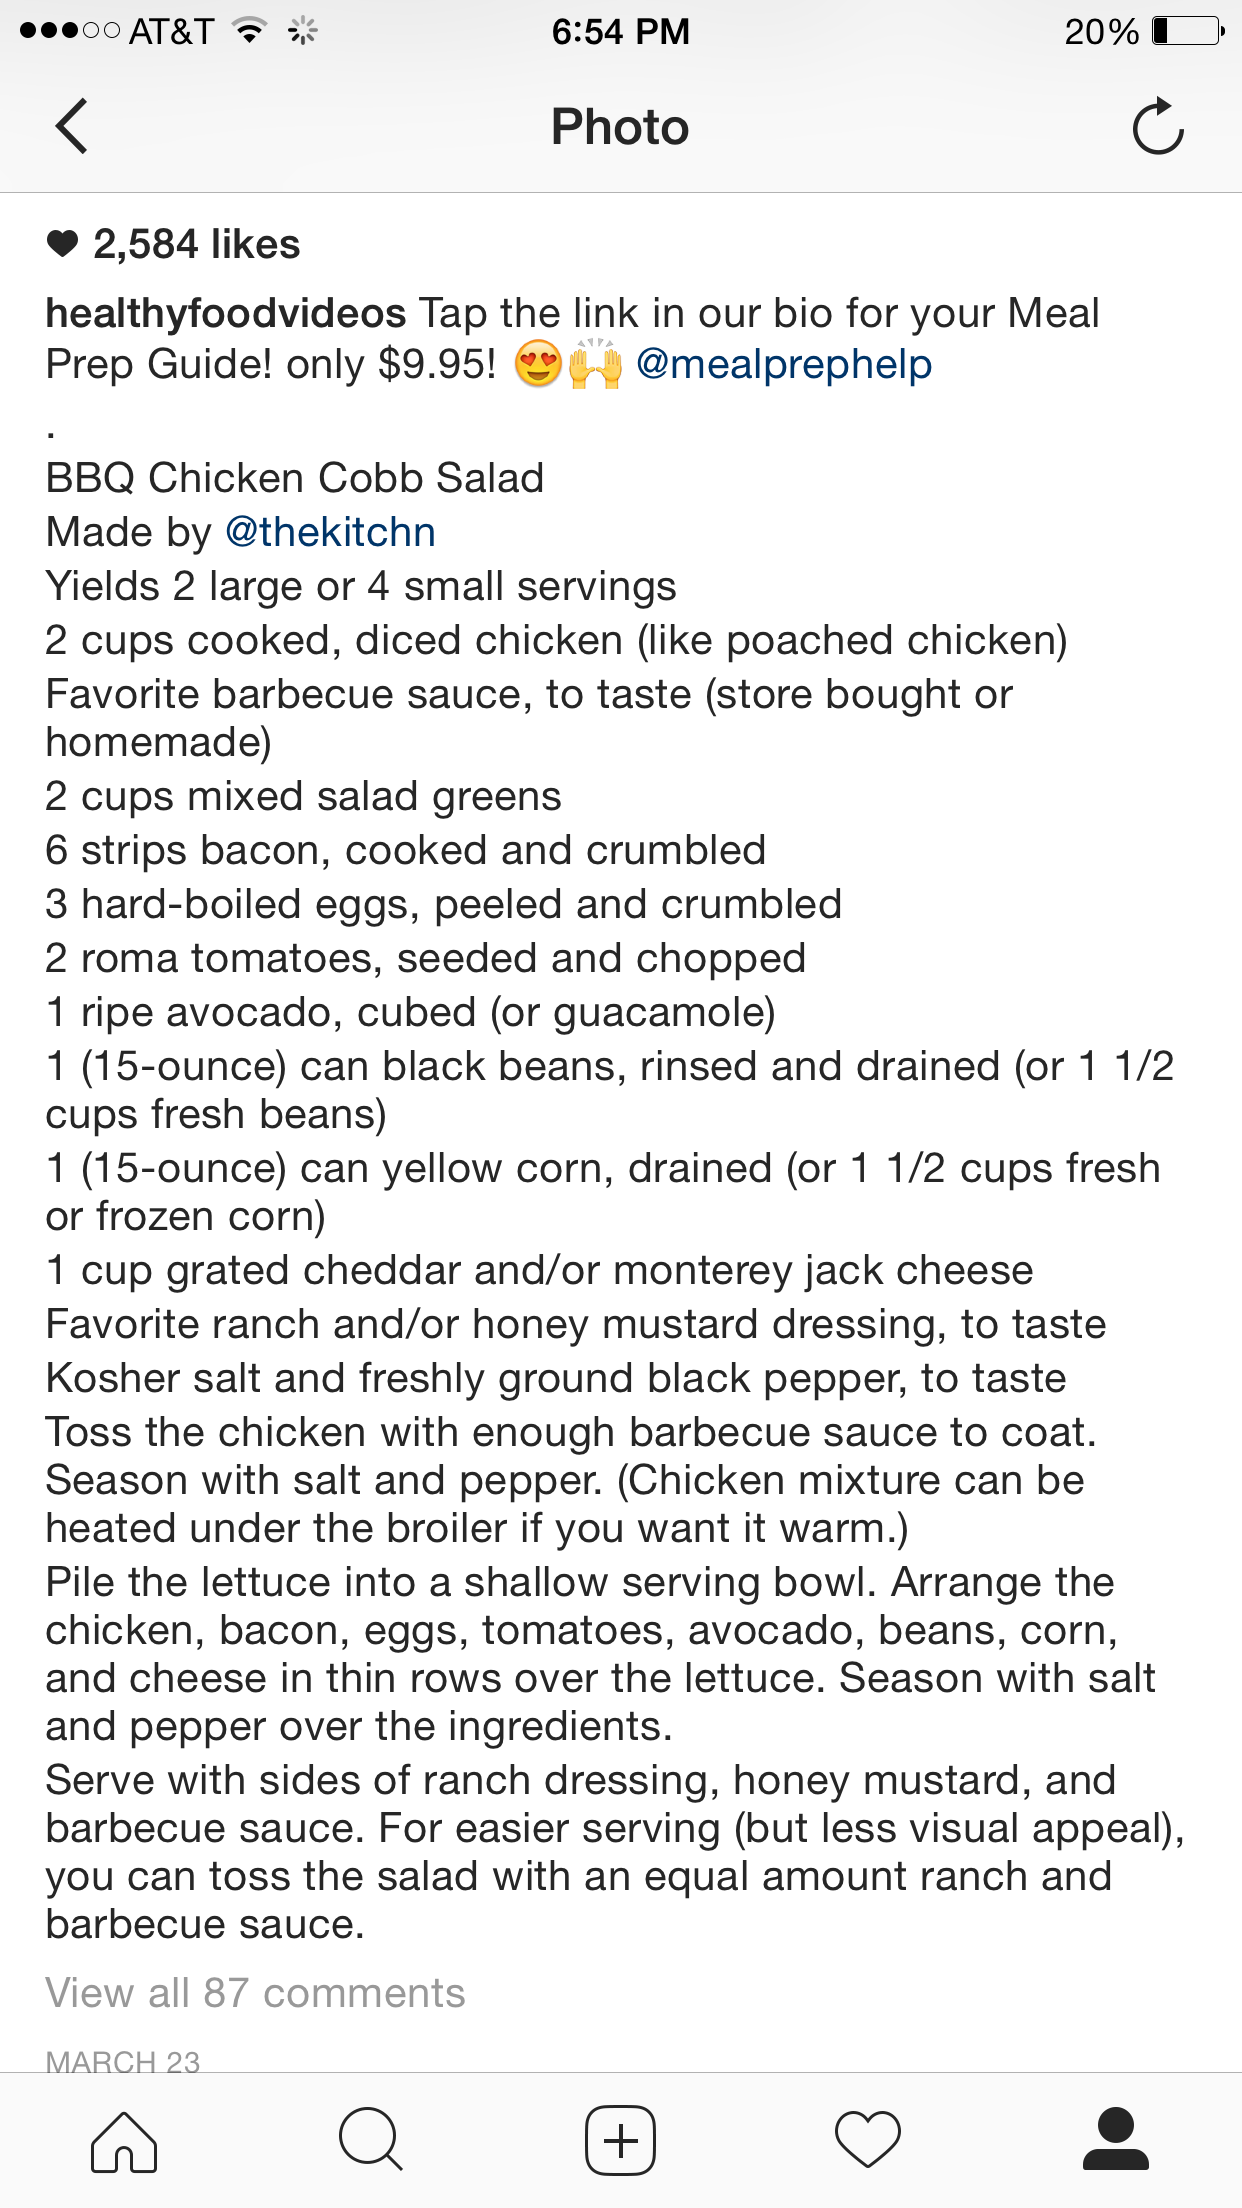 AT&T 6:54 PM 20%
Photo
2,584 likes
healthyfoodvideos Tap the link in our bio for your Meal
Prep Guide! only $9.95! 😍🙌 @mealprephelp
.
BBQ Chicken Cobb Salad
Made by @thekitchn
Yields 2 large or 4 small servings
2 cups cooked, diced chicken (like poached chicken)
Favorite barbecue sauce, to taste (store bought or
homemade)
2 cups mixed salad greens
6 strips bacon, cooked and crumbled
3 hard-boiled eggs, peeled and crumbled
2 roma tomatoes, seeded and chopped
1 ripe avocado, cubed (or guacamole)
1 (15-ounce) can black beans, rinsed and drained (or 1 1/2
cups fresh beans)
1 (15-ounce) can yellow corn, drained (or 1 1/2 cups fresh
or frozen corn)
1 cup grated cheddar and/or monterey jack cheese
Favorite ranch and/or honey mustard dressing, to taste
Kosher salt and freshly ground black pepper, to taste
Toss the chicken with enough barbecue sauce to coat.
Season with salt and pepper. (Chicken mixture can be
heated under the broiler if you want it warm.)
Pile the lettuce into a shallow serving bowl. Arrange the
chicken, bacon, eggs, tomatoes, avocado, beans, corn,
and cheese in thin rows over the lettuce. Season with salt
and pepper over the ingredients.
Serve with sides of ranch dressing, honey mustard, and
barbecue sauce. For easier serving (but less visual appeal),
you can toss the salad with an equal amount ranch and
barbecue sauce.
View all 87 comments
MARCH 23